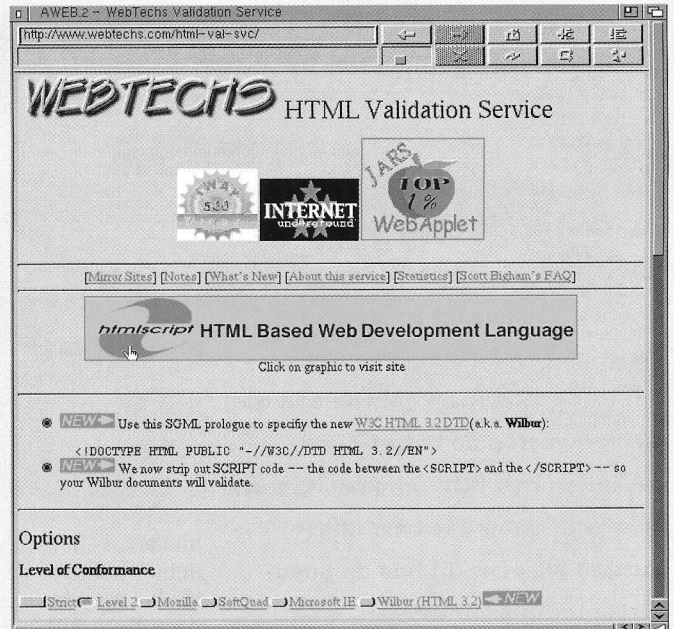 AWEB.2 - WebTechs Validation Service
http://www.webtechs.com/html-val-svc/
WEBTECHS HTML Validation Service
JARS
TOP
1%
WebApplet
INTERNET
underground
[Mirror Sites] [Notes] [What's New] [About this service] [Statistics] [Scott Bigham's FAQ]
htmlscript HTML Based Web Development Language
Click on graphic to visit site
NEW Use this SGML prologue to specifiy the new W3C HTML 3.2 DTD(a.k.a. Wilbur):
<!DOCTYPE HTML PUBLIC "-//W3C//DTD HTML 3.2//EN">
NEW We now strip out SCRIPT code -- the code between the <SCRIPT> and the </SCRIPT> -- so
your Wilbur documents will validate.
Options
Level of Conformance
Strict Level 2 Mozilla SoftQuad Microsoft IE Wilbur (HTML 3.2) NEW